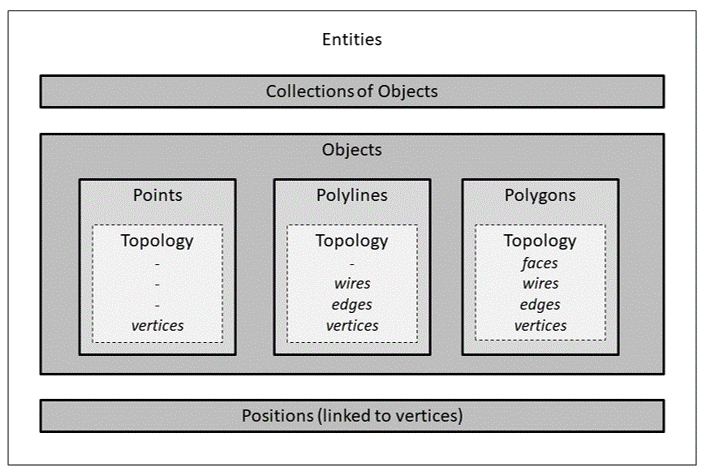 Entities
Collections of Objects
Objects
Points
Topology
-
-
-
vertices
Polylines
Topology
-
wires
edges
vertices
Polygons
Topology
faces
wires
edges
vertices
Positions (linked to vertices)